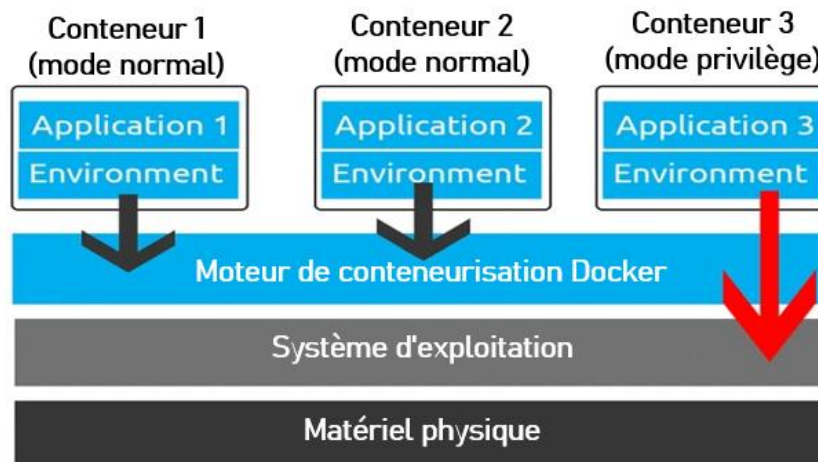 Conteneur 1
(mode normal)
Conteneur 2
(mode normal)
Conteneur 3
(mode privilège)
Application 1
Environment
Application 2
Environment
Application 3
Environment
Moteur de conteneurisation Docker
Système d'exploitation
Matériel physique